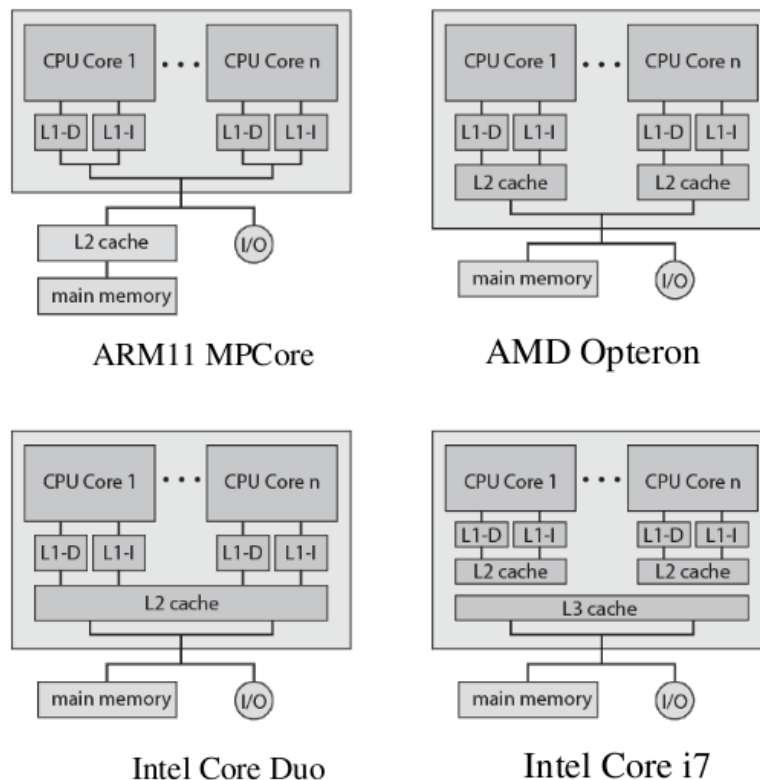 CPU Core 1 • • • CPU Core n
L1-D L1-I L1-D L1-I
L2 cache I/O
main memory
ARM11 MPCore
CPU Core 1 • • • CPU Core n
L1-D L1-I L1-D L1-I
L2 cache L2 cache
main memory I/O
AMD Opteron
CPU Core 1 • • • CPU Core n
L1-D L1-I L1-D L1-I
L2 cache
main memory I/O
Intel Core Duo
CPU Core 1 • • • CPU Core n
L1-D L1-I L1-D L1-I
L2 cache L2 cache
L3 cache
main memory I/O
Intel Core i7